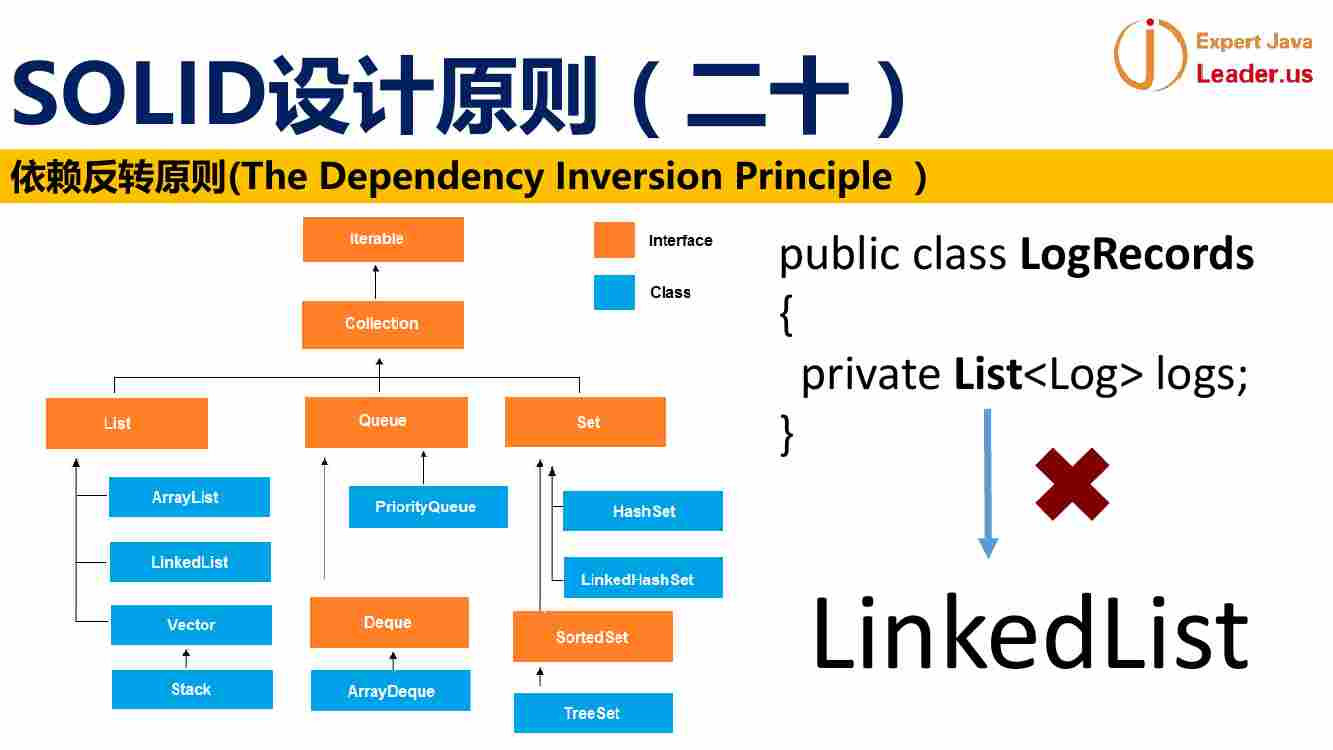 SOLID设计原则（二十）
Expert Java
Leader.us
依赖反转原则(The Dependency Inversion Principle ）
Iterable
Collection
List
Queue
Set
ArrayList
LinkedList
Vector
Stack
PriorityQueue
Deque
ArrayDeque
HashSet
LinkedHashSet
SortedSet
TreeSet
Interface
Class
public class LogRecords
{
private List<Log> logs;
}
LinkedList